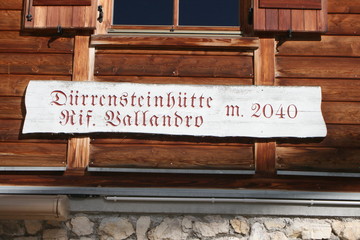 Dürrensteinhütte m. 2040
Rif. Vallandro